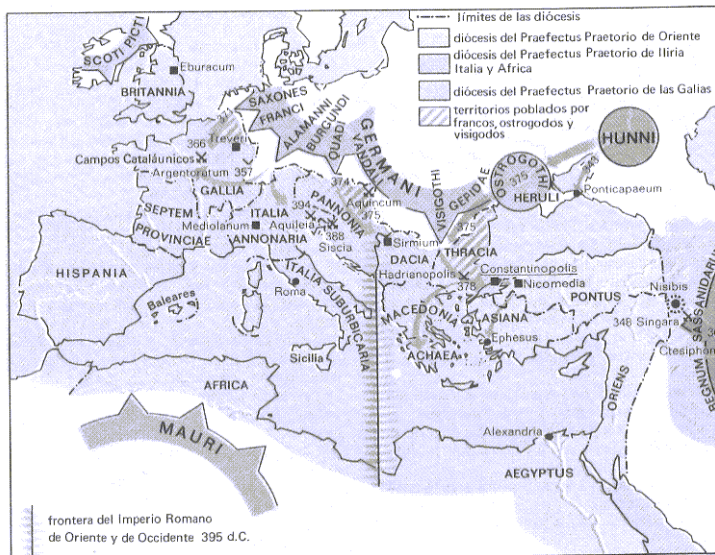 límites de las diócesis
diócesis del Praefectus Praetorio de Oriente
diócesis del Praefectus Praetorio de Iliria
Italia y Africa
diócesis del Praefectus Praetorio de las Galias
territorios poblados por
francos, ostrogodos y
visigodos
SCOTI PICTI
Eburacum
BRITANNIA
SAXONES
FRANCI
ALAMANNI
BURGUNDI
QUADI
VANDALI
GERMANI
VISIGOTHI
GEPIDAE
OSTROGOTHI
375
HERULI
HUNNI
343
Ponticapaeum
366
Treveri
Campos Cataláunicos
Argentoratum
357
GALLIA
374
Aquincum
375
PANNONIA
394
SEPTEM
PROVINCIAE
Mediolanum
ITALIA
ANNONARIA
Aquileia
388
Siscia
Sirmium
DACIA
375
THRACIA
Hadrianopolis
378
Constantinopolis
Nicomedia
HISPANIA
Baleares
Roma
ITALIA SUBURBICARIA
MACEDONIA
ASIANA
PONTUS
Nisibis
348
Singara
Ctesiphon
REGNUM SASSANIDARUM
Ephesus
ACHAEA
Sicilia
AFRICA
ORIENS
MAURI
Alexandria
AEGYPTUS
frontera del Imperio Romano
de Oriente y de Occidente 395 d.C.